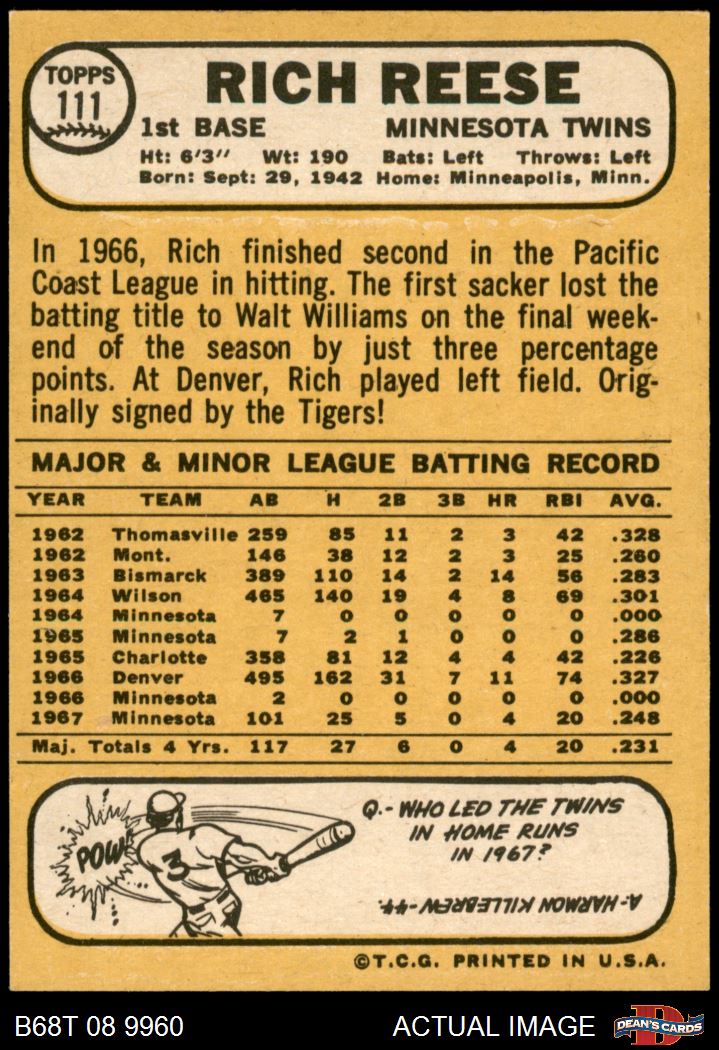 TOPPS
111
RICH REESE
1st BASE MINNESOTA TWINS
Ht: 6'3" Wt: 190 Bats: Left Throws: Left
Born: Sept: 29, 1942 Home: Minneapolis, Minn.
In 1966, Rich finished second in the Pacific
Coast League in hitting. The first sacker lost the
batting title to Walt Williams on the final week-
end of the season by just three percentage
points. At Denver, Rich played left field. Orig-
inally signed by the Tigers!
MAJOR & MINOR LEAGUE BATTING RECORD
YEAR TEAM AB H 2B 3B HR RBI AVG.
1962 Thomasville 259 85 11 2 3 42 .328
1962 Mont. 146 38 12 2 3 25 .260
1963 Bismarck 389 110 14 2 14 56 .283
1964 Wilson 465 140 19 4 8 69 .301
1964 Minnesota 7 0 0 0 0 0 .000
1965 Minnesota 7 2 1 0 0 0 .286
1965 Charlotte 358 81 12 4 4 42 .226
1966 Denver 495 162 31 7 11 74 .327
1966 Minnesota 2 0 0 0 0 0 .000
1967 Minnesota 101 25 5 0 4 20 .248
Maj. Totals 4 Yrs. 117 27 6 0 4 20 .231
POW!
3
Q.- WHO LED THE TWINS
IN HOME RUNS
IN 1967?
A- HARMON KILLEBREW -44.
©T.C.G. PRINTED IN U.S.A.
B68T 08 9960 ACTUAL IMAGE
D
DEAN'S CARDS